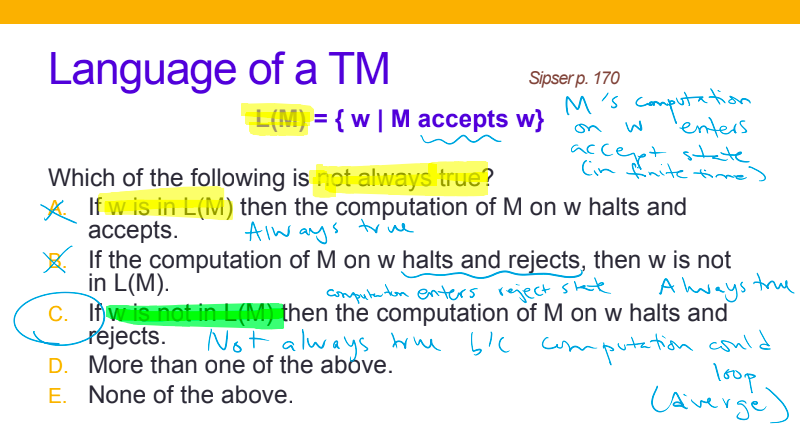 Language of a TM
Sipser p. 170
L(M) = { w | M accepts w}
M's computation
on w enters
accept state
(in finite time)
Which of the following is not always true?
A. If w is in L(M) then the computation of M on w halts and
accepts.
Always true
B. If the computation of M on w halts and rejects, then w is not
in L(M).
computation enters reject state
Always true
C. If w is not in L(M) then the computation of M on w halts and
rejects.
Not always true b/c computation could
loop
(diverge)
D. More than one of the above.
E. None of the above.